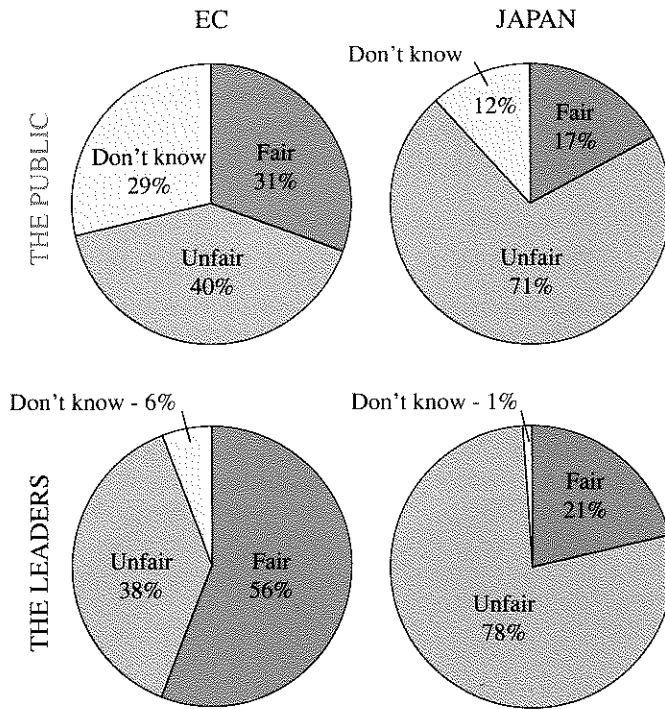 EC
JAPAN
THE PUBLIC
Don't know
29%
Fair
31%
Unfair
40%
Don't know
12%
Fair
17%
Unfair
71%
THE LEADERS
Don't know - 6%
Unfair
38%
Fair
56%
Don't know - 1%
Fair
21%
Unfair
78%